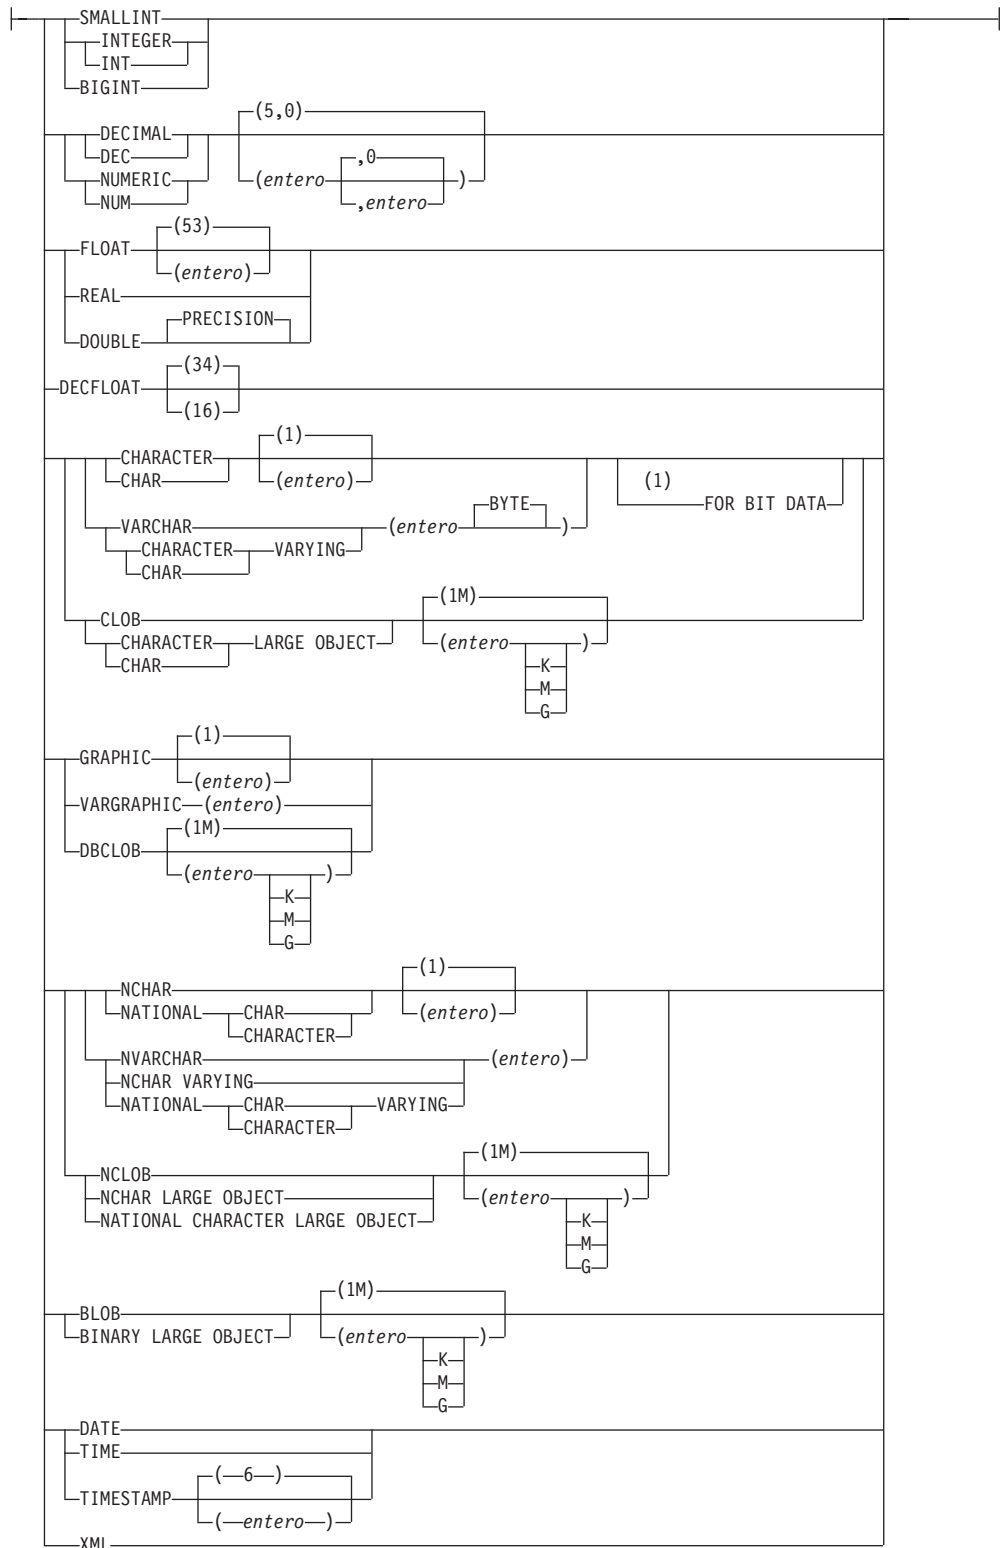 SMALLINT
INTEGER
INT
BIGINT
(5,0)
DECIMAL
DEC
,0
NUMERIC
(entero )
NUM
,entero
(53)
FLOAT
(entero)
REAL
PRECISION
DOUBLE
(34)
DECFLOAT
(16)
(1)
CHARACTER
CHAR
(entero)
(1)
FOR BIT DATA
BYTE
VARCHAR
(entero )
CHARACTER VARYING
CHAR
(1M)
CLOB
CHARACTER LARGE OBJECT
(entero )
CHAR
K
M
G
(1)
GRAPHIC
(entero)
VARGRAPHIC (entero)
(1M)
DBCLOB
(entero )
K
M
G
(1)
NCHAR
NATIONAL CHAR
(entero)
CHARACTER
NVARCHAR
(entero)
NCHAR VARYING
NATIONAL CHAR VARYING
CHARACTER
(1M)
NCLOB
NCHAR LARGE OBJECT
(entero )
NATIONAL CHARACTER LARGE OBJECT
K
M
G
(1M)
BLOB
BINARY LARGE OBJECT
(entero )
K
M
G
DATE
TIME
( 6 )
TIMESTAMP
( entero )
XML